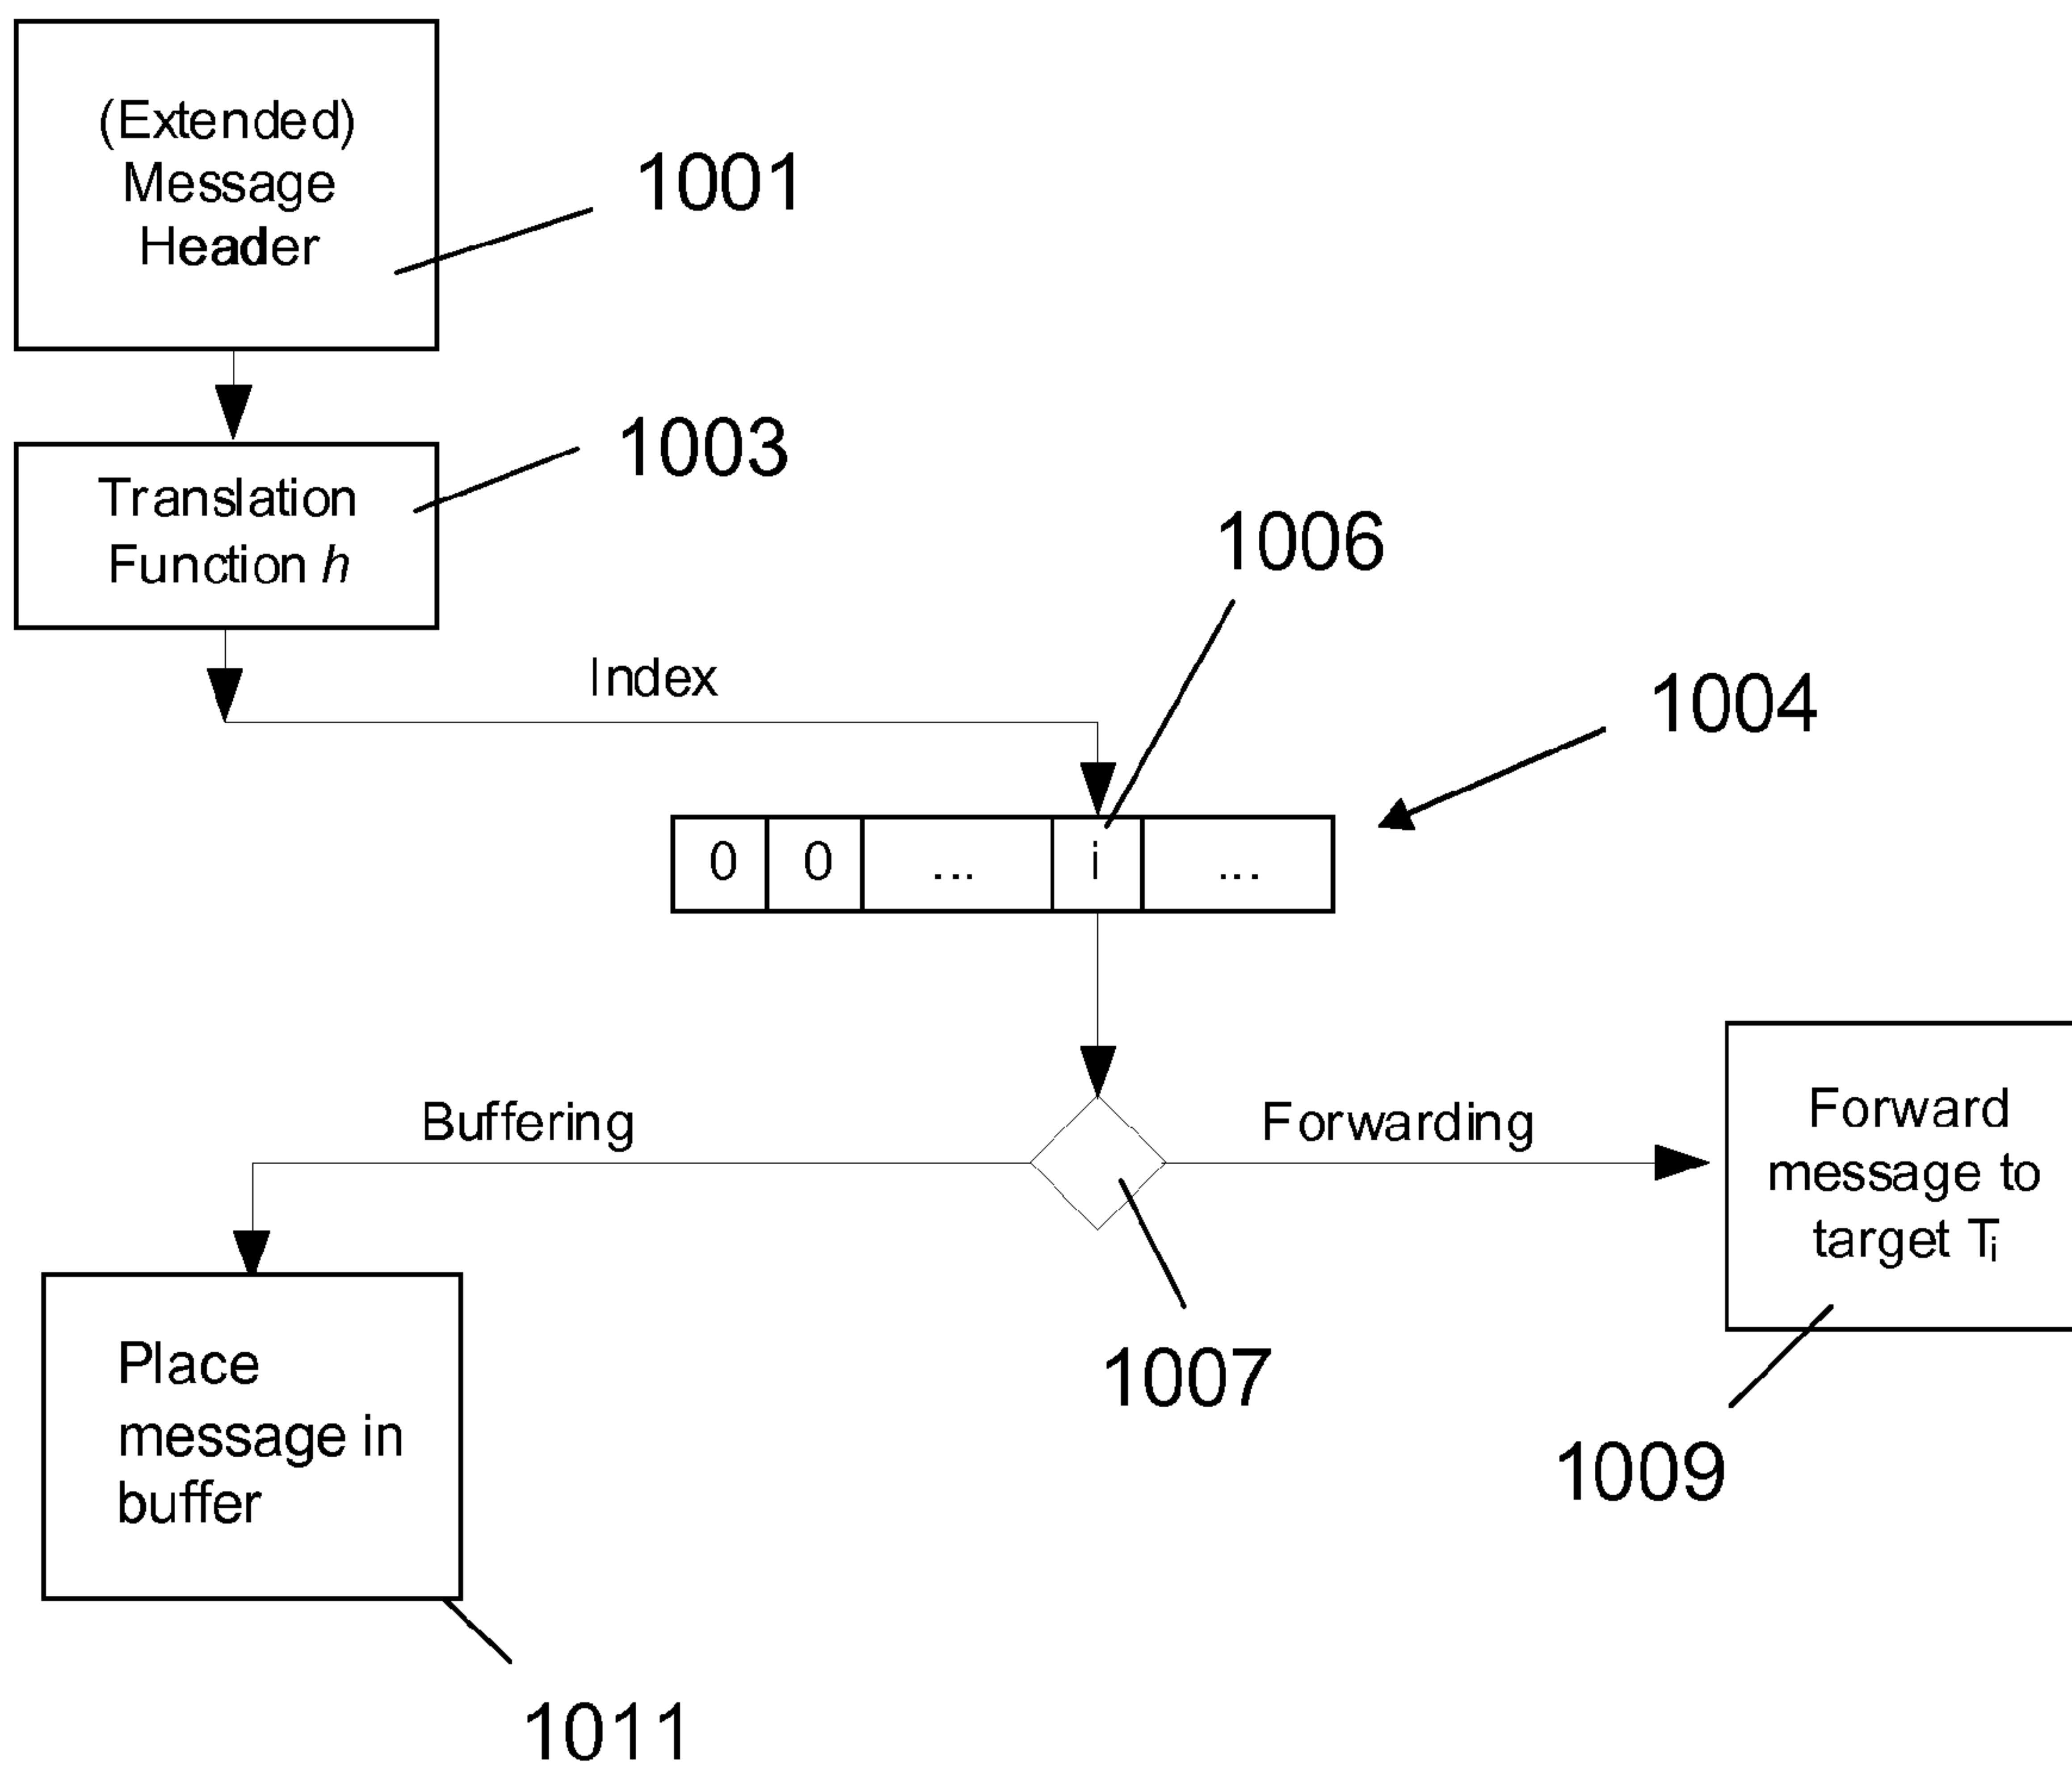 (Extended)
Message
Header
1001
Translation
Function h
1003
1006
Index
1004
0 0 ... i ...
Buffering
Forwarding
Forward
message to
target Ti
1007
1009
Place
message in
buffer
1011